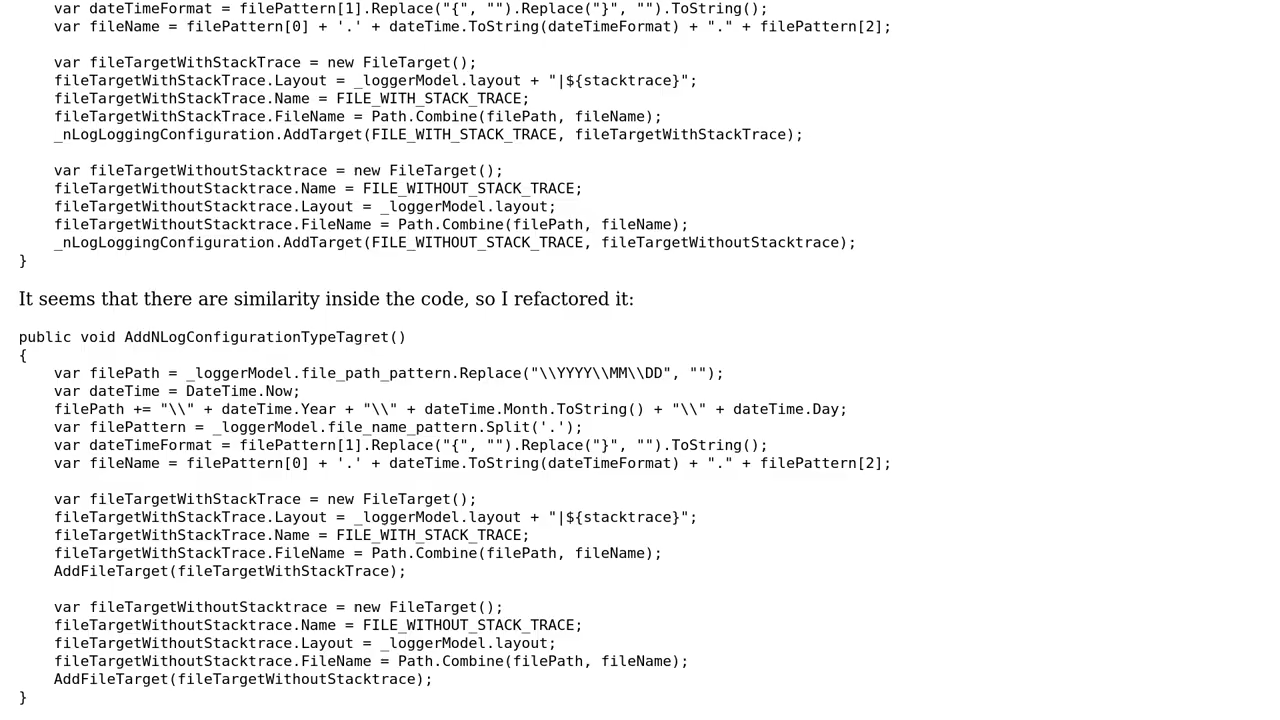 var dateTimeFormat = filePattern[1].Replace("{", "").Replace("}", "").ToString();
    var fileName = filePattern[0] + '.' + dateTime.ToString(dateTimeFormat) + "." + filePattern[2];

    var fileTargetWithStackTrace = new FileTarget();
    fileTargetWithStackTrace.Layout = _loggerModel.layout + "|${stacktrace}";
    fileTargetWithStackTrace.Name = FILE_WITH_STACK_TRACE;
    fileTargetWithStackTrace.FileName = Path.Combine(filePath, fileName);
    _nLogLoggingConfiguration.AddTarget(FILE_WITH_STACK_TRACE, fileTargetWithStackTrace);

    var fileTargetWithoutStacktrace = new FileTarget();
    fileTargetWithoutStacktrace.Name = FILE_WITHOUT_STACK_TRACE;
    fileTargetWithoutStacktrace.Layout = _loggerModel.layout;
    fileTargetWithoutStacktrace.FileName = Path.Combine(filePath, fileName);
    _nLogLoggingConfiguration.AddTarget(FILE_WITHOUT_STACK_TRACE, fileTargetWithoutStacktrace);
}
It seems that there are similarity inside the code, so I refactored it:
public void AddNLogConfigurationTypeTagret()
{
    var filePath = _loggerModel.file_path_pattern.Replace("\\YYYY\\MM\\DD", "");
    var dateTime = DateTime.Now;
    filePath += "\\" + dateTime.Year + "\\" + dateTime.Month.ToString() + "\\" + dateTime.Day;
    var filePattern = _loggerModel.file_name_pattern.Split('.');
    var dateTimeFormat = filePattern[1].Replace("{", "").Replace("}", "").ToString();
    var fileName = filePattern[0] + '.' + dateTime.ToString(dateTimeFormat) + "." + filePattern[2];

    var fileTargetWithStackTrace = new FileTarget();
    fileTargetWithStackTrace.Layout = _loggerModel.layout + "|${stacktrace}";
    fileTargetWithStackTrace.Name = FILE_WITH_STACK_TRACE;
    fileTargetWithStackTrace.FileName = Path.Combine(filePath, fileName);
    AddFileTarget(fileTargetWithStackTrace);

    var fileTargetWithoutStacktrace = new FileTarget();
    fileTargetWithoutStacktrace.Name = FILE_WITHOUT_STACK_TRACE;
    fileTargetWithoutStacktrace.Layout = _loggerModel.layout;
    fileTargetWithoutStacktrace.FileName = Path.Combine(filePath, fileName);
    AddFileTarget(fileTargetWithoutStacktrace);
}